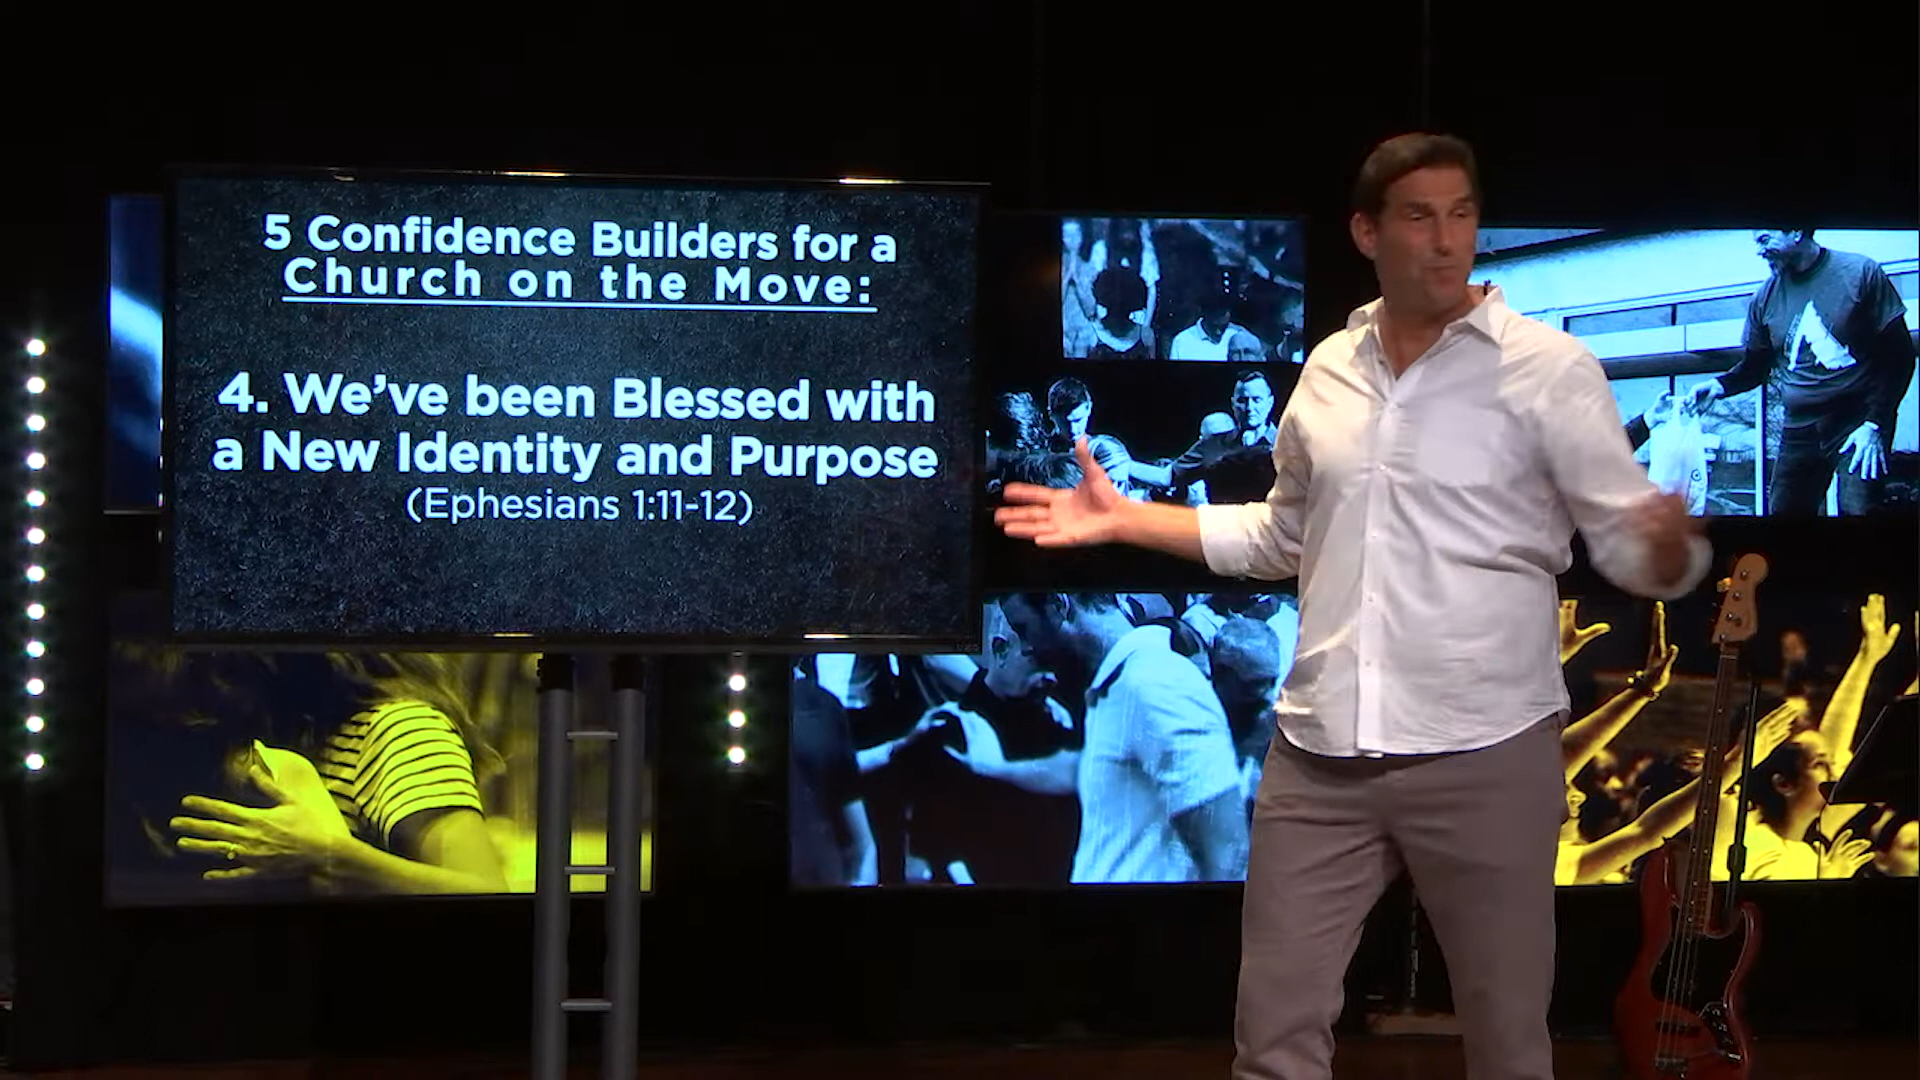 5 Confidence Builders for a
Church on the Move:
4. We've been Blessed with
a New Identity and Purpose
(Ephesians 1:11-12)